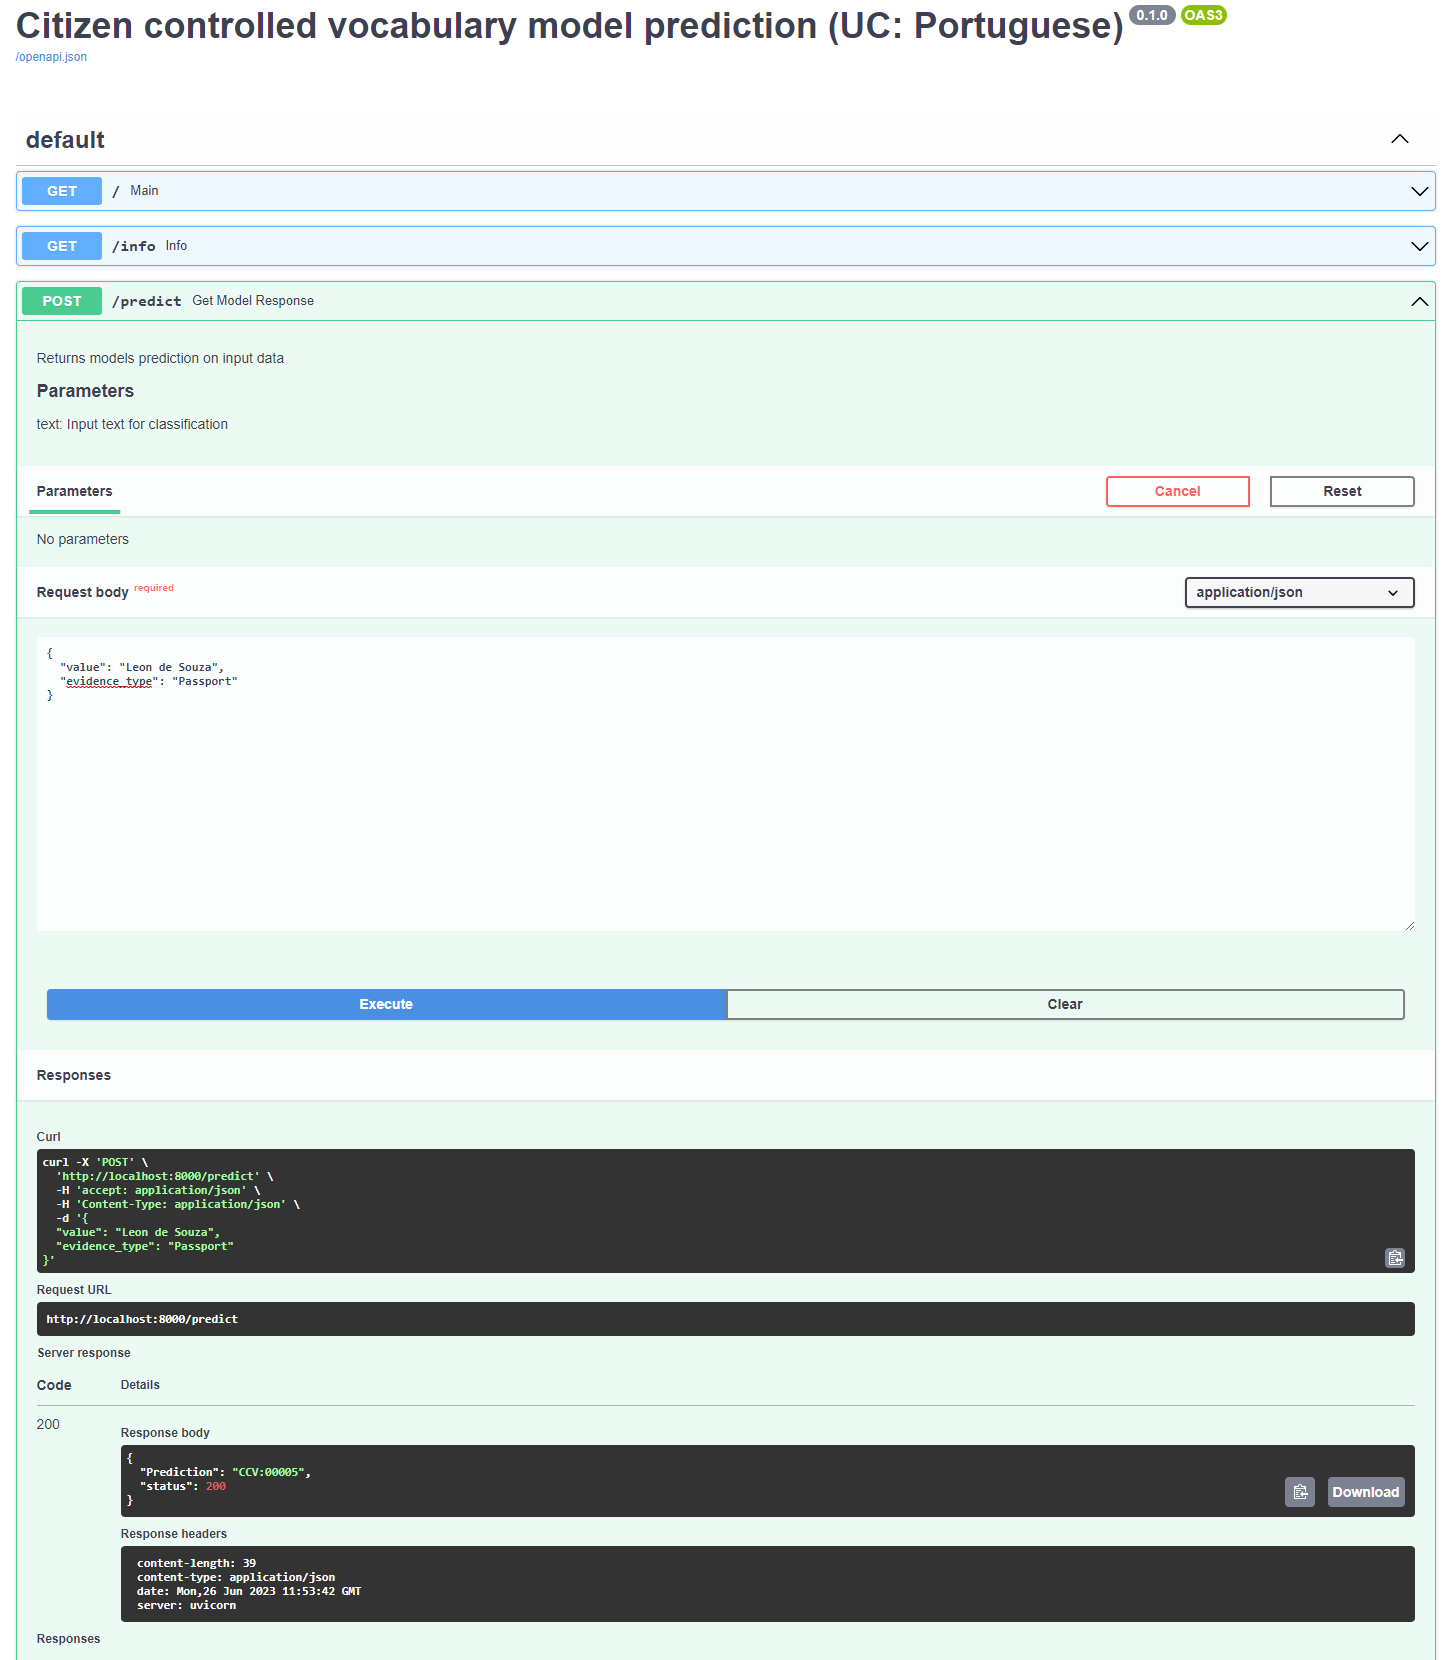 Citizen controlled vocabulary model prediction (UC: Portuguese) 0.1.0 OAS3
/openapi.json
default
GET / Main
GET /info Info
POST /predict Get Model Response
Returns models prediction on input data
Parameters
text: Input text for classification
Parameters Cancel Reset
No parameters
Request body required application/json
{
"value": "Leon de Souza",
"evidence_type": "Passport"
}
Execute Clear
Responses
Curl
curl -X 'POST' \
'http://localhost:8000/predict' \
-H 'accept: application/json' \
-H 'Content-Type: application/json' \
-d '{
"value": "Leon de Souza",
"evidence_type": "Passport"
}'
Request URL
http://localhost:8000/predict
Server response
Code Details
200
Response body
{
"Prediction": "CCV:00005",
"status": 200
}
Download
Response headers
content-length: 39
content-type: application/json
date: Mon,26 Jun 2023 11:53:42 GMT
server: uvicorn
Responses